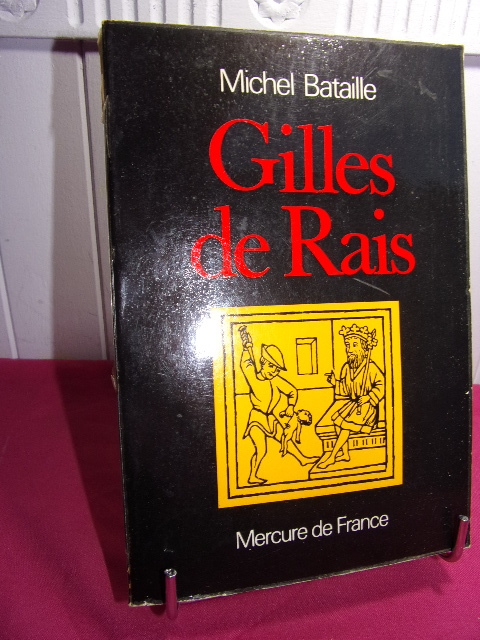 Michel Bataille
Gilles
de Rais
Mercure de France